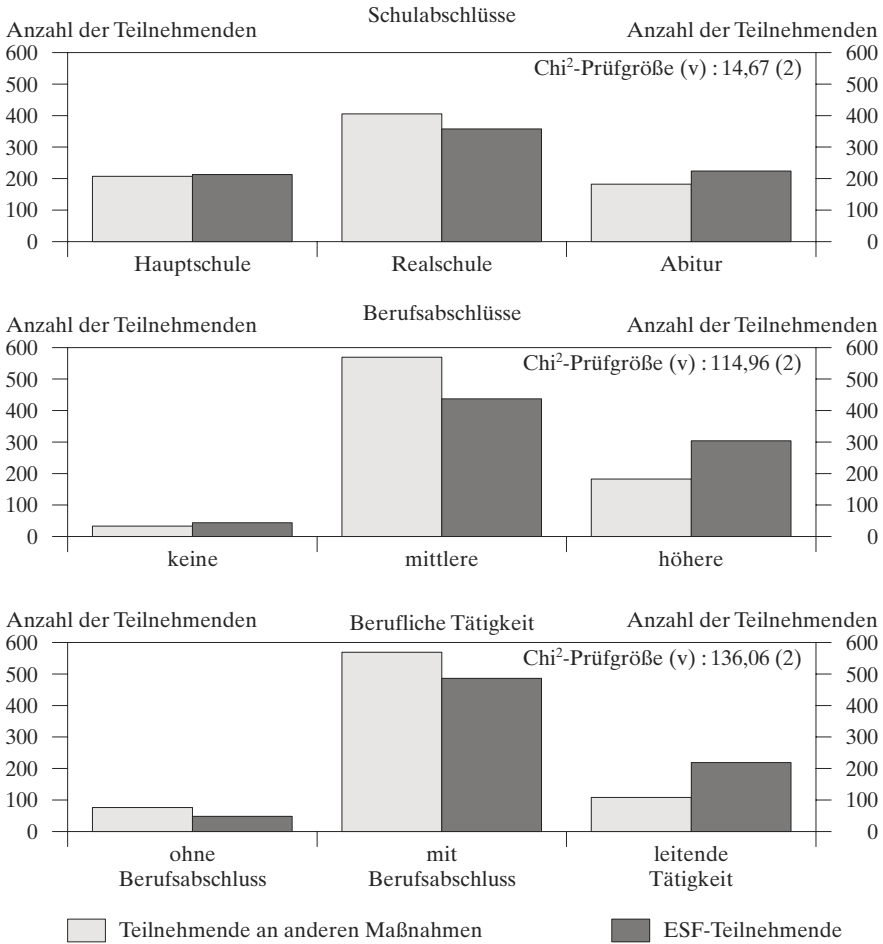 Schulabschlüsse
Anzahl der Teilnehmenden Anzahl der Teilnehmenden
600 600
Chi²-Prüfgröße (v) : 14,67 (2)
500 500
400 400
300 300
200 200
100 100
0 0
Hauptschule Realschule Abitur
Berufsabschlüsse
Anzahl der Teilnehmenden Anzahl der Teilnehmenden
600 600
Chi²-Prüfgröße (v) : 114,96 (2)
500 500
400 400
300 300
200 200
100 100
0 0
keine mittlere höhere
Anzahl der Teilnehmenden Berufliche Tätigkeit Anzahl der Teilnehmenden
600 600
Chi²-Prüfgröße (v) : 136,06 (2)
500 500
400 400
300 300
200 200
100 100
0 0
ohne mit leitende
Berufsabschluss Berufsabschluss Tätigkeit
Teilnehmende an anderen Maßnahmen ESF-Teilnehmende